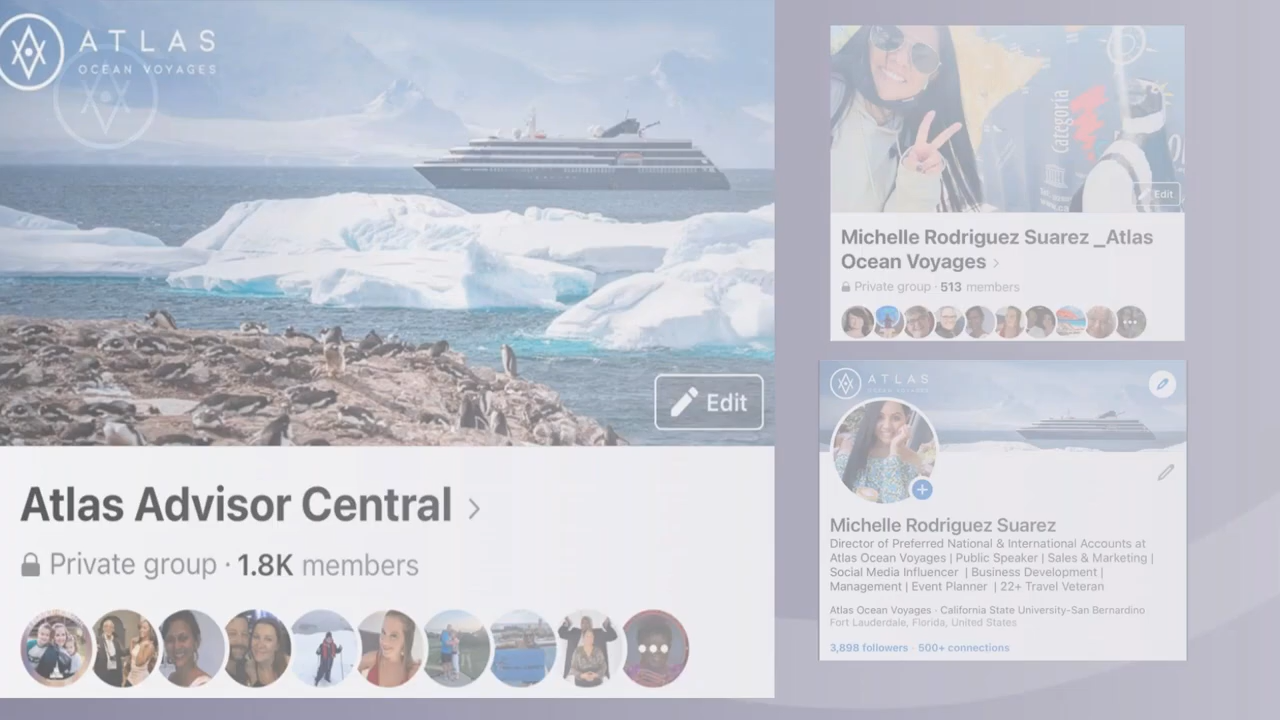 ATLAS
OCEAN VOYAGES
Edit
Atlas Advisor Central >
Private group · 1.8K members
Categoria
Edit
Michelle Rodriguez Suarez _Atlas
Ocean Voyages >
Private group · 513 members
ATLAS
OCEAN VOYAGES
Michelle Rodriguez Suarez
Director of Preferred National & International Accounts at
Atlas Ocean Voyages | Public Speaker | Sales & Marketing |
Social Media Influencer | Business Development |
Management | Event Planner | 22+ Travel Veteran
Atlas Ocean Voyages · California State University-San Bernardino
Fort Lauderdale, Florida, United States
3,898 followers · 500+ connections